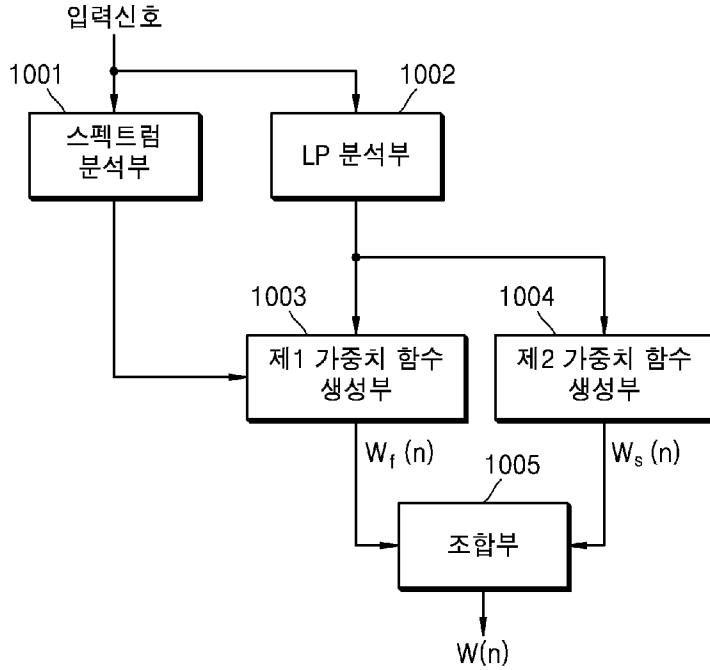 입력신호
1001
1002
스펙트럼
분석부
LP 분석부
1003
1004
제1 가중치 함수
생성부
제2 가중치 함수
생성부
Wf (n)
Ws (n)
1005
조합부
W(n)